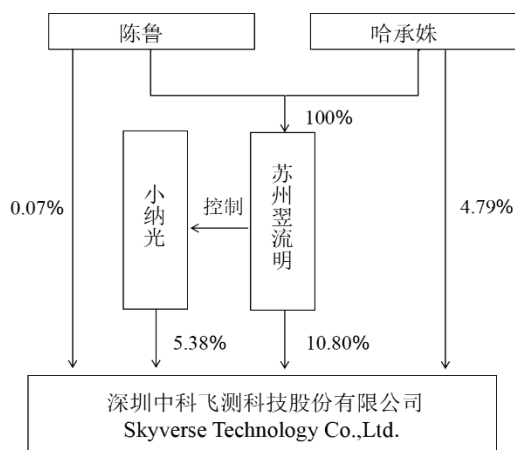 陈鲁
哈承姝
100%
小纳光
控制
苏州翌流明
0.07%
4.79%
5.38%
10.80%
深圳中科飞测科技股份有限公司
Skyverse Technology Co.,Ltd.